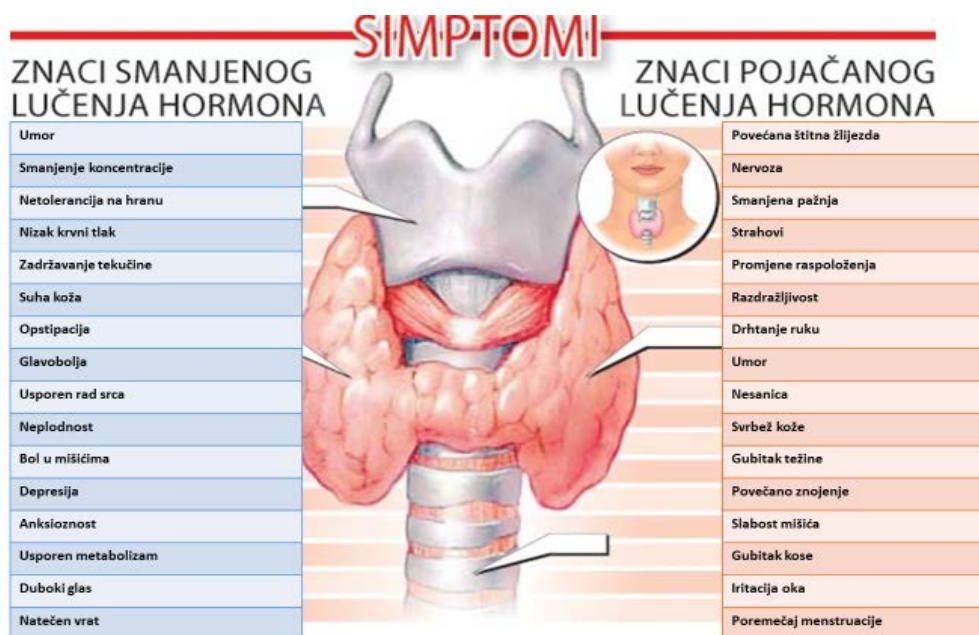 SIMPTOMI
ZNACI SMANJENOG
LUČENJA HORMONA
Umor
Smanjenje koncentracije
Netolerancija na hranu
Nizak krvni tlak
Zadržavanje tekučine
Suha koža
Opstipacija
Glavobolja
Usporen rad srca
Neplodnost
Bol u mišićima
Depresija
Anksioznost
Usporen metabolizam
Duboki glas
Natečen vrat
ZNACI POJAČANOG
LUČENJA HORMONA
Povećana štitna žlijezda
Nervoza
Smanjena pažnja
Strahovi
Promjene raspoloženja
Razdražljivost
Drhtanje ruku
Umor
Nesanica
Svrbež kože
Gubitak težine
Povečano znojenje
Slabost mišića
Gubitak kose
Iritacija oka
Poremečaj menstruacije